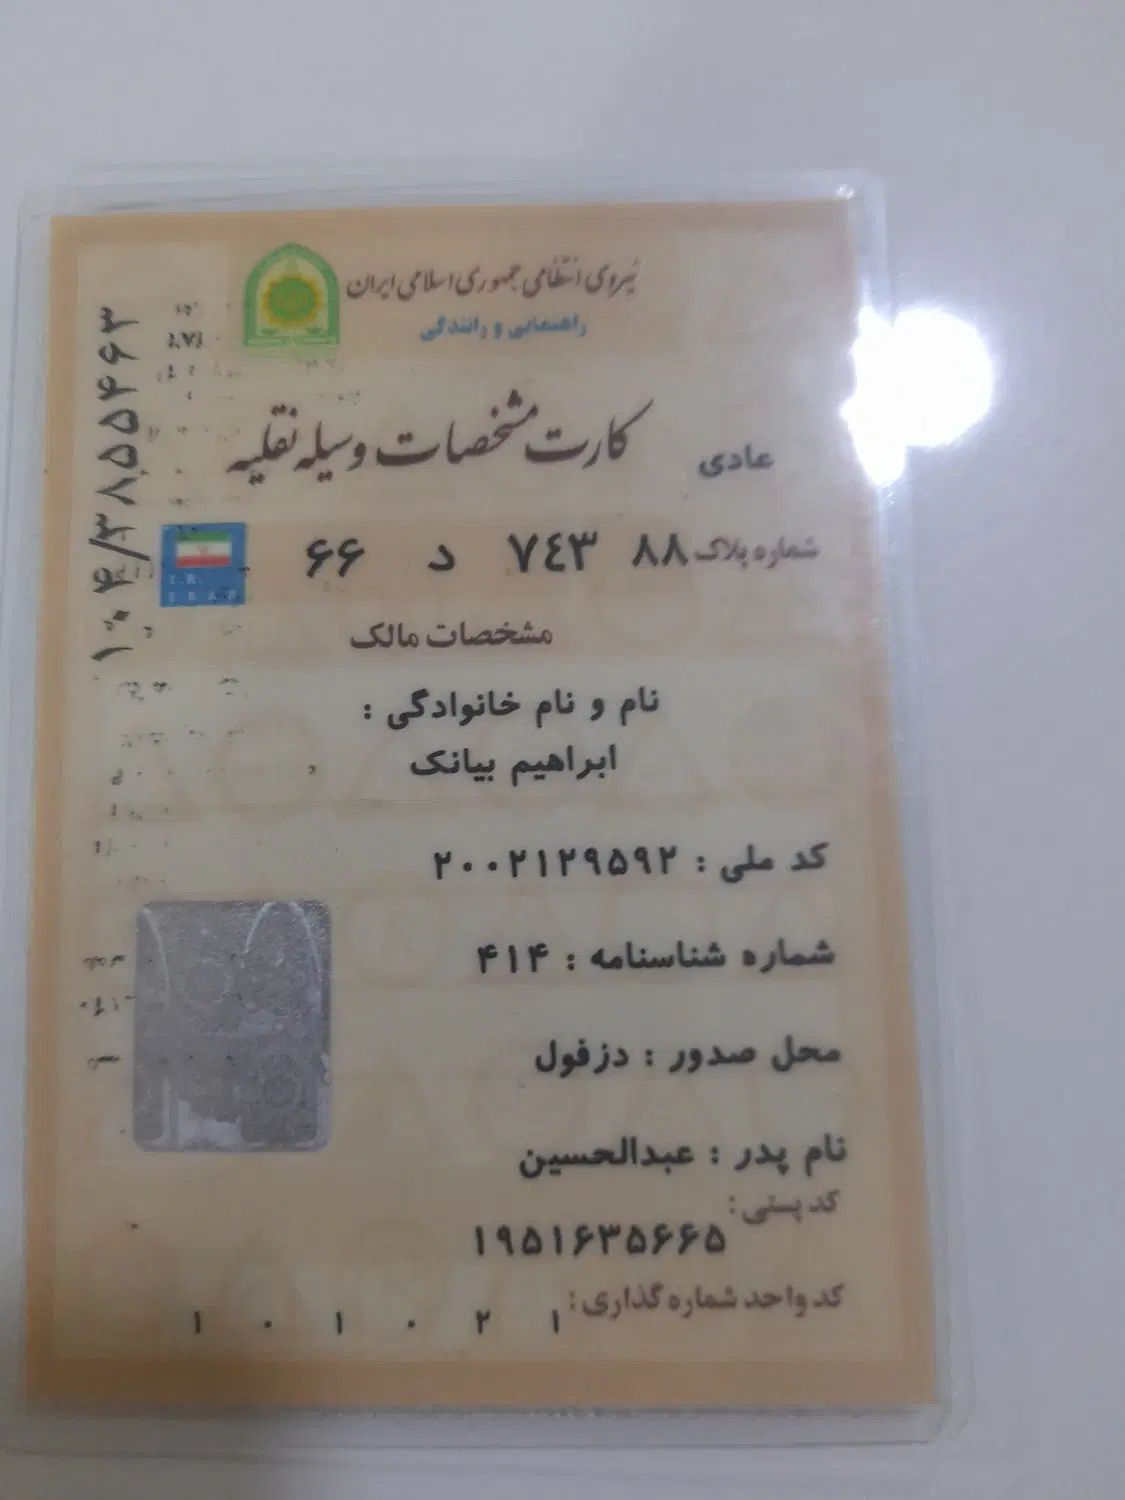 نیروی انتظامی جمهوری اسلامی ایران
راهنمایی و رانندگی
کارت مشخصات وسیله نقلیه
عادی
شماره پلاک ۸۸ ۷۴۳ د ۶۶
I.R.
مشخصات مالک
نام و نام خانوادگی :
ابراهیم بیانک
کد ملی : ۲۰۰۲۱۲۹۵۹۲
شماره شناسنامه : ۴۱۴
محل صدور : دزفول
نام پدر : عبدالحسین
کد پستی:
۱۹۵۱۶۳۵۶۶۵
کد واحد شماره گذاری:
۱ ۰ ۱ ۰ ۲ ۱
۱۰۴/۳۸۵۵۴۶۳